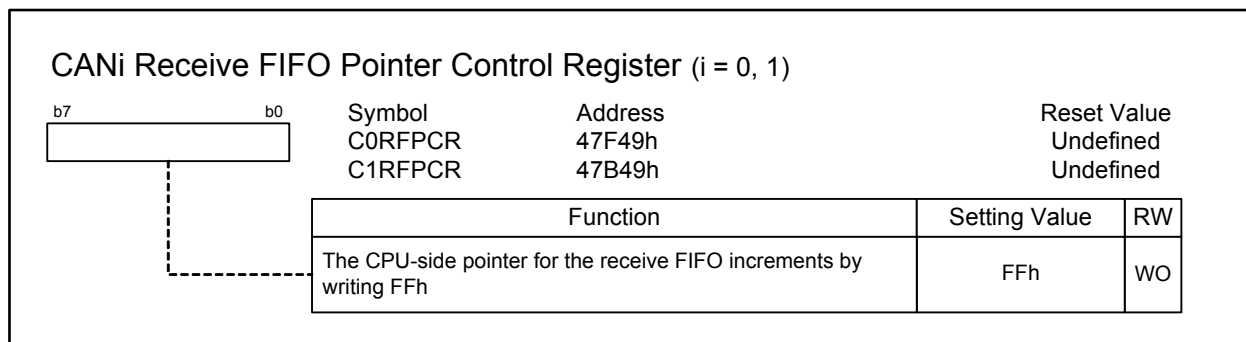 CANi Receive FIFO Pointer Control Register (i = 0, 1)
b7 b0 Symbol Address Reset Value
C0RFPCR 47F49h Undefined
C1RFPCR 47B49h Undefined
Function Setting Value RW
The CPU-side pointer for the receive FIFO increments by
writing FFh
FFh WO